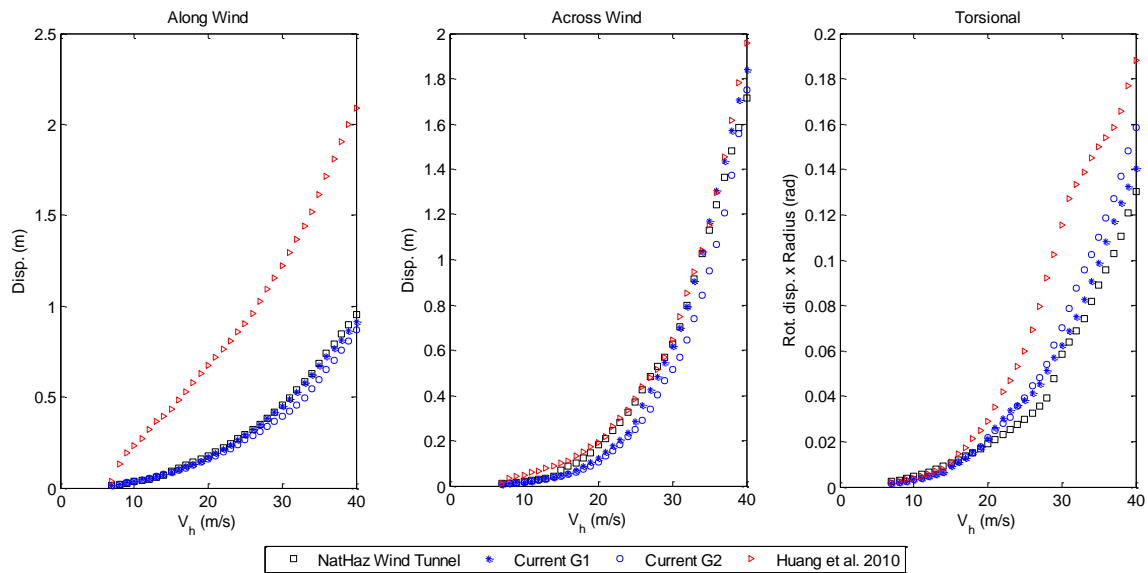 Along Wind
Across Wind
Torsional
2.5
2
1.5
1
0.5
0
0 10 20 30 40
Disp. (m)
V_h (m/s)
2
1.8
1.6
1.4
1.2
1
0.8
0.6
0.4
0.2
0
0 10 20 30 40
Disp. (m)
V_h (m/s)
0.2
0.18
0.16
0.14
0.12
0.1
0.08
0.06
0.04
0.02
0
0 10 20 30 40
Rot. disp. x Radius (rad)
V_h (m/s)
NatHaz Wind Tunnel Current G1 Current G2 Huang et al. 2010